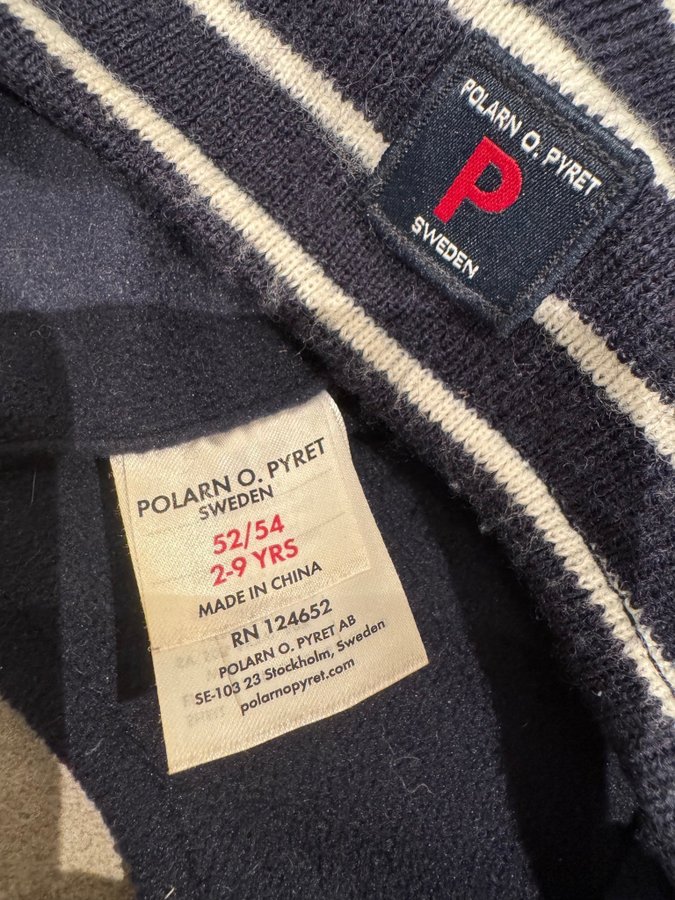 POLARN O. PYRET
P
SWEDEN
POLARN O. PYRET
SWEDEN
52/54
2-9 YRS
MADE IN CHINA
RN 124652
POLARN O. PYRET AB
SE-103 23 Stockholm, Sweden
polarnopyret.com